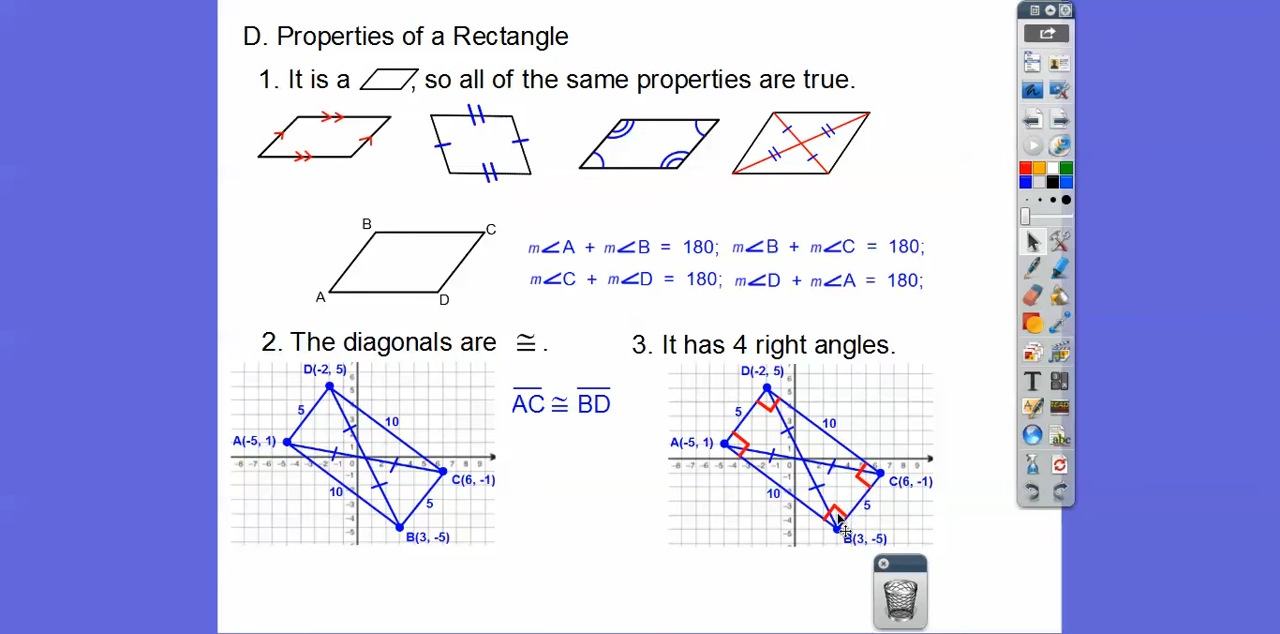 D. Properties of a Rectangle
1. It is a ▱, so all of the same properties are true.
B
C
A
D
m∠A + m∠B = 180; m∠B + m∠C = 180;
m∠C + m∠D = 180; m∠D + m∠A = 180;
2. The diagonals are ≅ .
3. It has 4 right angles.
D(-2, 5)
5
10
A(-5, 1)
C(6, -1)
10
5
B(3, -5)
AC ≅ BD
D(-2, 5)
5
10
A(-5, 1)
C(6, -1)
10
5
B(3, -5)
T
abc